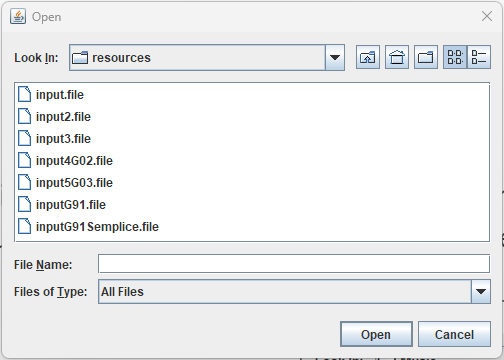 Open
Look In: resources
input.file
input2.file
input3.file
input4G02.file
input5G03.file
inputG91.file
inputG91Semplice.file
File Name:
Files of Type: All Files
Open Cancel